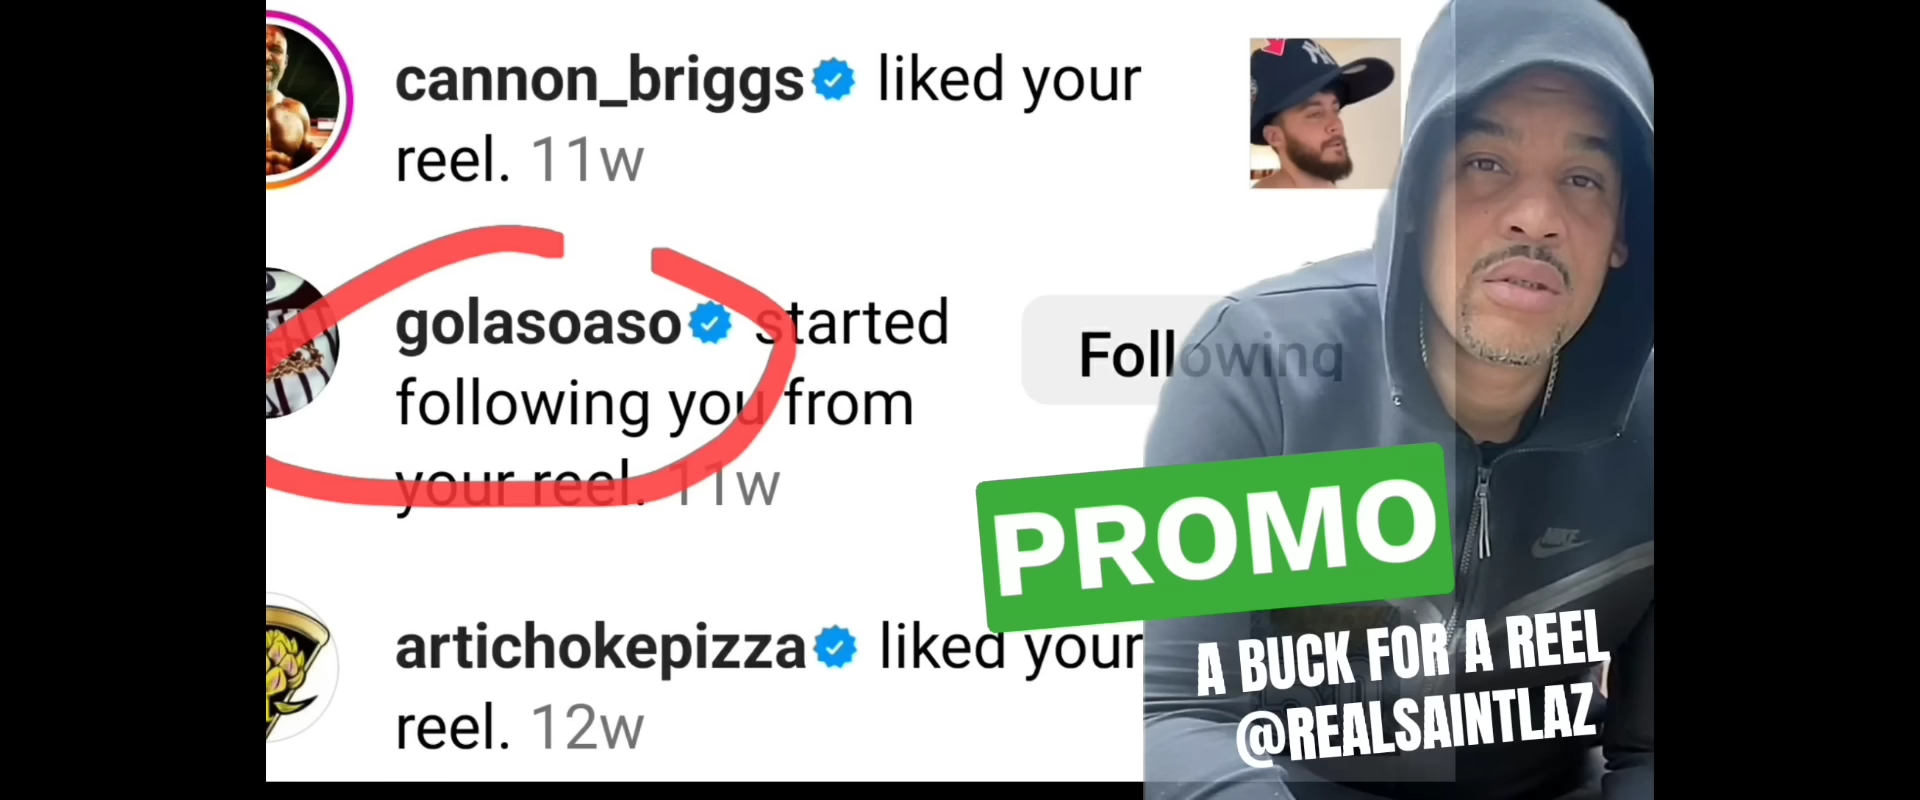 cannon_briggs liked your
reel. 11w
golasoaso started
following you from
your reel. 11w
Following
artichokepizza liked your
reel. 12w
PROMO
NIKE
A BUCK FOR A REEL
@REALSAINTLAZ